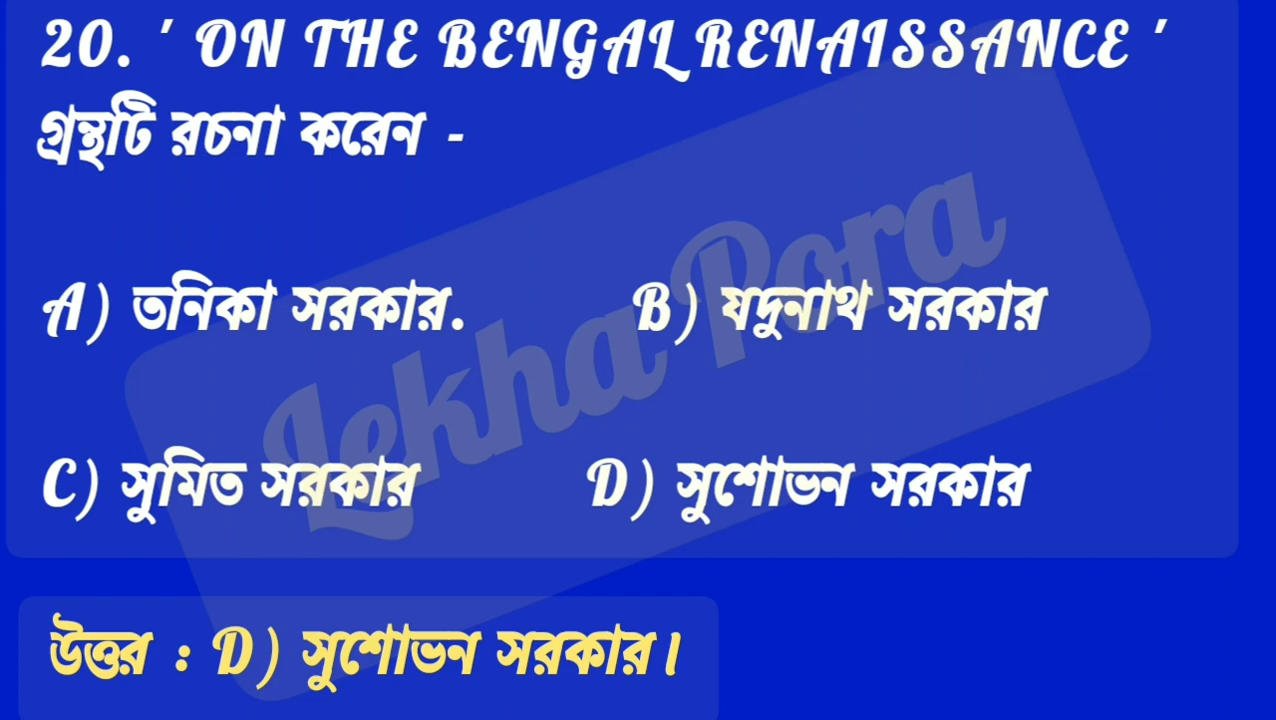 20. ' ON THE BENGAL RENAISSANCE '
গ্রন্থটি রচনা করেন -
A) তনিকা সরকার.
B) যদুনাথ সরকার
C) সুমিত সরকার
D) সুশোভন সরকার
Lekha Pora
উত্তর : D) সুশোভন সরকার।